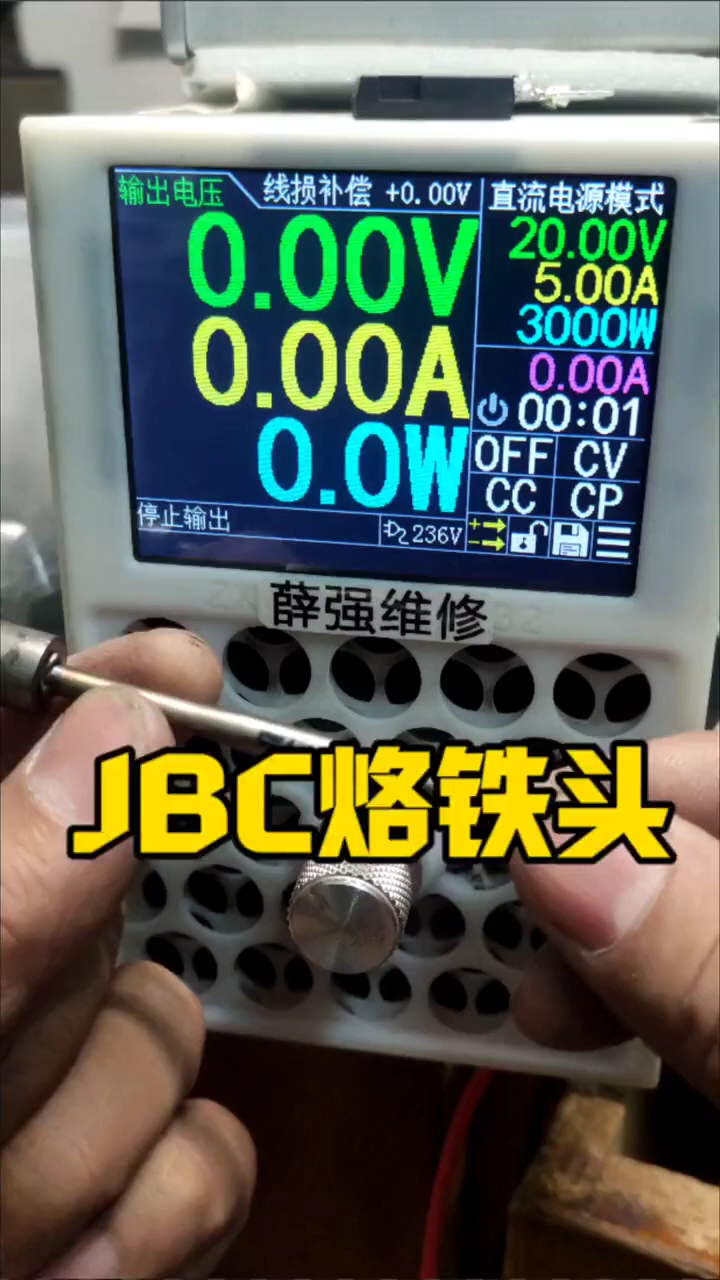 输出电压
线损补偿 +0.00V
直流电源模式
0.00V
20.00V
5.00A
0.00A
3000W
0.00A
00:01
0.0W
OFF CV
CC CP
停止输出
236V
薛强维修
JBC烙铁头